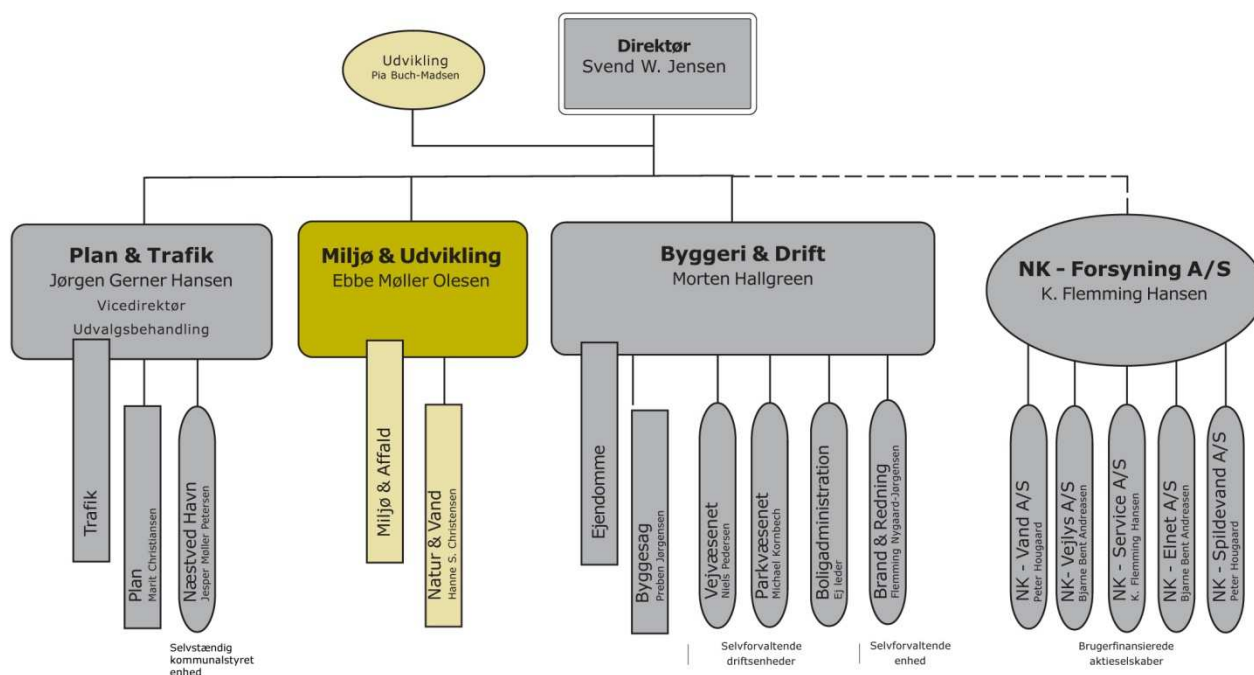 Udvikling
Pia Buch-Madsen
Direktør
Svend W. Jensen
Plan & Trafik
Jørgen Gerner Hansen
Vicedirektør
Udvalgsbehandling
Miljø & Udvikling
Ebbe Møller Olesen
Byggeri & Drift
Morten Hallgreen
NK - Forsyning A/S
K. Flemming Hansen
Trafik
Plan
Marit Christiansen
Næstved Havn
Jesper Møller Petersen
Selvstændig
kommunalstyret
enhed
Miljø & Affald
Natur & Vand
Hanne S. Christensen
Ejendomme
Byggesag
Preben Jørgensen
Vejvæsenet
Niels Pedersen
Parkvæsenet
Michael Kornbech
Boligadministration
Ej leder
Brand & Redning
Flemming Nygaard-Jørgensen
Selvforvaltende
driftsenheder
Selvforvaltende
enhed
NK - Vand A/S
Peter Hougaard
NK- Vejlys A/S
Bjarne Bent Andreasen
NK - Service A/S
K. Flemming Hansen
NK - Elnet A/S
Bjarne Bent Andreasen
NK - Spildevand A/S
Peter Hougaard
Brugerfinansierede
aktieselskaber